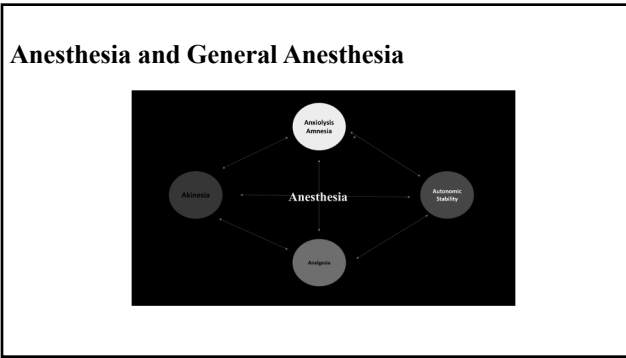 Anesthesia and General Anesthesia
Anxiolysis
Amnesia
Akinesia
Anesthesia
Autonomic
Stability
Analgesia